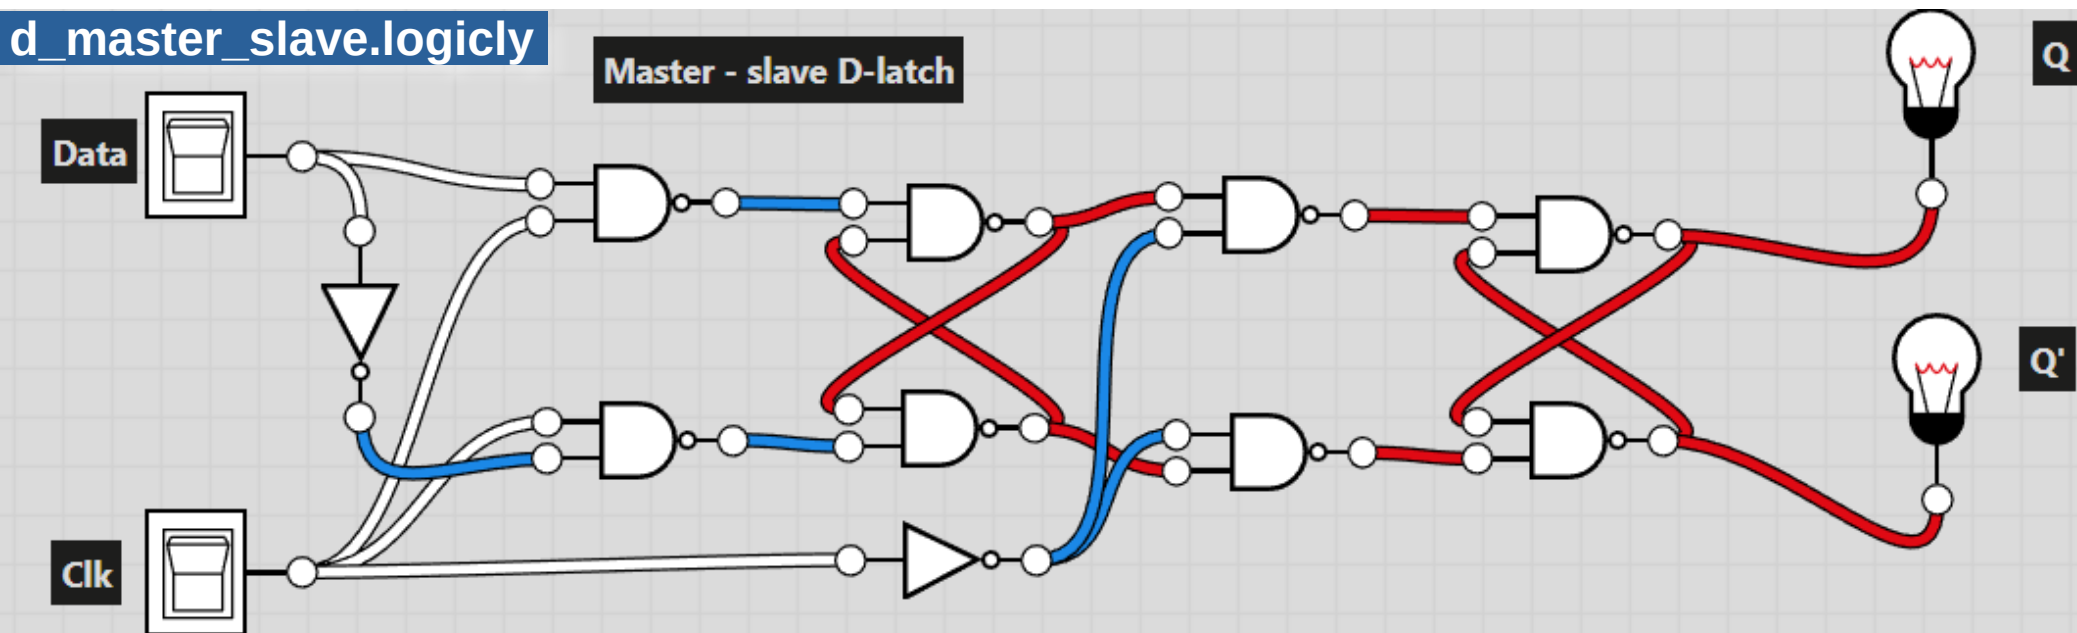 d_master_slave.logicly
Master - slave D-latch
Q
Data
Q'
Clk